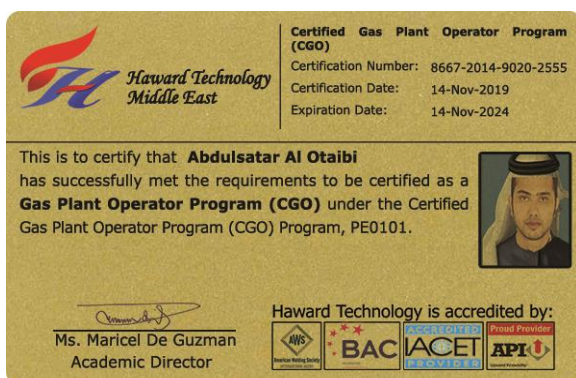 Haward Technology
Middle East
Certified Gas Plant Operator Program
(CGO)
Certification Number: 8667-2014-9020-2555
Certification Date: 14-Nov-2019
Expiration Date: 14-Nov-2024
This is to certify that Abdulsatar Al Otaibi
has successfully met the requirements to be certified as a
Gas Plant Operator Program (CGO) under the Certified
Gas Plant Operator Program (CGO) Program, PE0101.
Ms. Maricel De Guzman
Academic Director
Haward Technology is accredited by:
AWS
American Welding Society
BAC
ACCREDITED
IACET
PROVIDER
Proud Provider
API